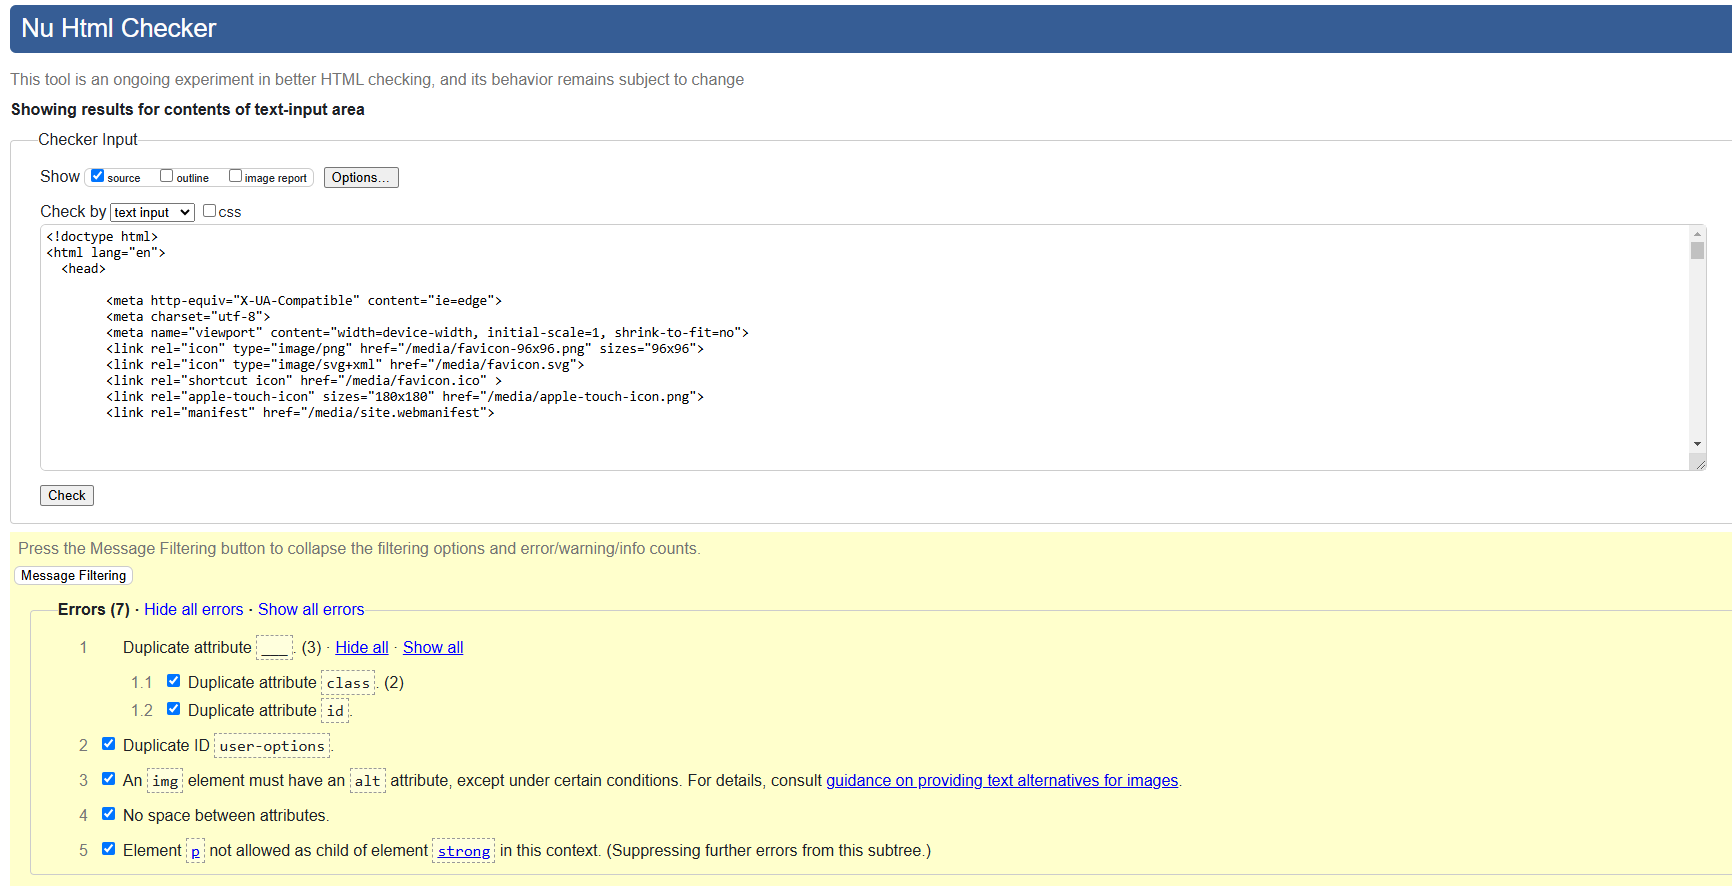 Nu Html Checker
This tool is an ongoing experiment in better HTML checking, and its behavior remains subject to change
Showing results for contents of text-input area
Checker Input
Show source outline image report Options...
Check by text input css
<!doctype html>
<html lang="en">
  <head>
        <meta http-equiv="X-UA-Compatible" content="ie=edge">
        <meta charset="utf-8">
        <meta name="viewport" content="width=device-width, initial-scale=1, shrink-to-fit=no">
        <link rel="icon" type="image/png" href="/media/favicon-96x96.png" sizes="96x96">
        <link rel="icon" type="image/svg+xml" href="/media/favicon.svg">
        <link rel="shortcut icon" href="/media/favicon.ico" >
        <link rel="apple-touch-icon" sizes="180x180" href="/media/apple-touch-icon.png">
        <link rel="manifest" href="/media/site.webmanifest">
Check
Press the Message Filtering button to collapse the filtering options and error/warning/info counts.
Message Filtering
Errors (7) · Hide all errors · Show all errors
1 Duplicate attribute ___. (3) · Hide all · Show all
1.1 Duplicate attribute class. (2)
1.2 Duplicate attribute id.
2 Duplicate ID user-options.
3 An img element must have an alt attribute, except under certain conditions. For details, consult guidance on providing text alternatives for images.
4 No space between attributes.
5 Element p not allowed as child of element strong in this context. (Suppressing further errors from this subtree.)